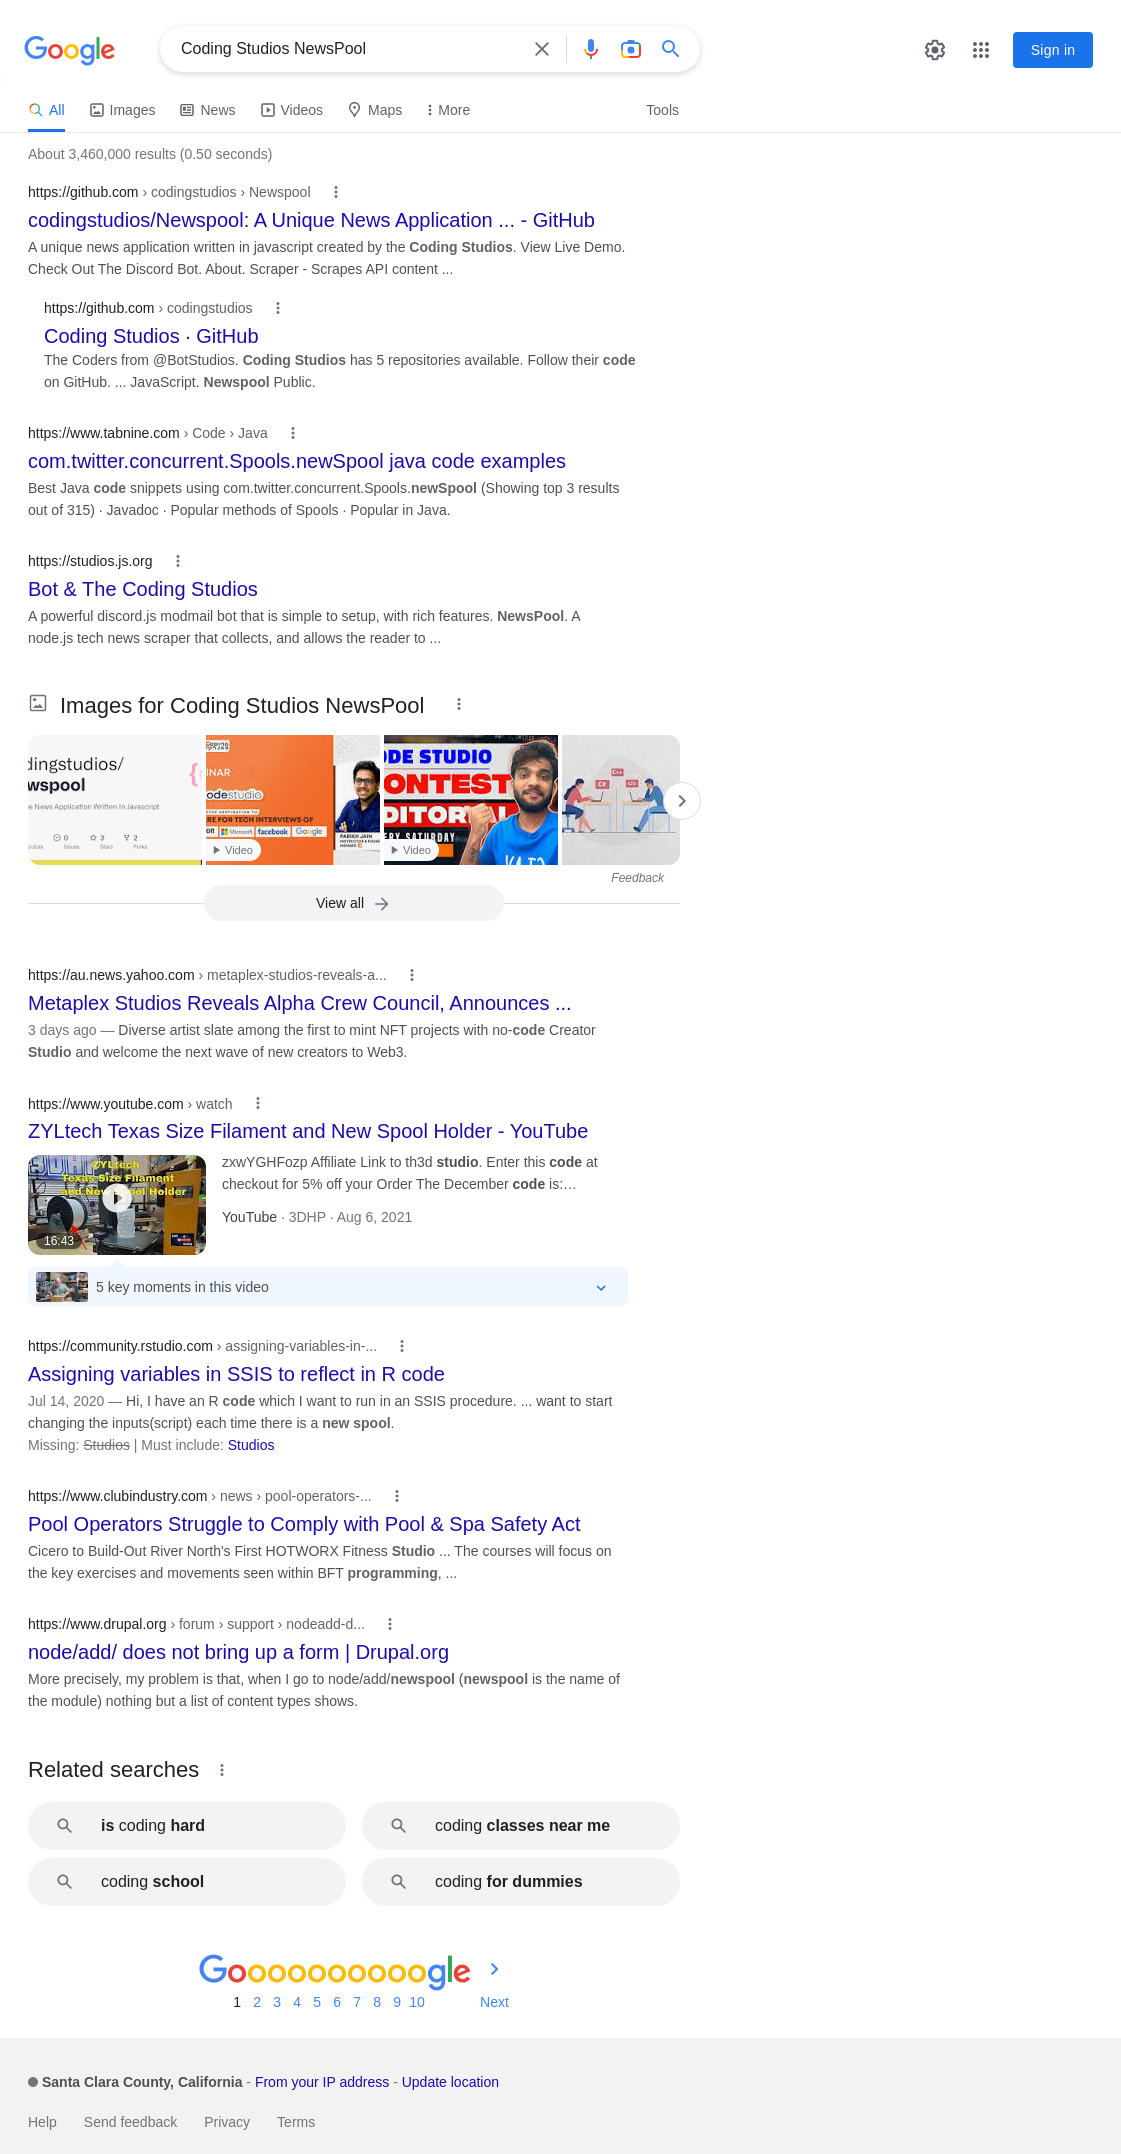 Google
Coding Studios NewsPool
Sign in
All Images News Videos Maps More Tools
About 3,460,000 results (0.50 seconds)
https://github.com › codingstudios › Newspool
codingstudios/Newspool: A Unique News Application ... - GitHub
A unique news application written in javascript created by the Coding Studios. View Live Demo.
Check Out The Discord Bot. About. Scraper - Scrapes API content ...
https://github.com › codingstudios
Coding Studios · GitHub
The Coders from @BotStudios. Coding Studios has 5 repositories available. Follow their code
on GitHub. ... JavaScript. Newspool Public.
https://www.tabnine.com › Code › Java
com.twitter.concurrent.Spools.newSpool java code examples
Best Java code snippets using com.twitter.concurrent.Spools.newSpool (Showing top 3 results
out of 315) · Javadoc · Popular methods of Spools · Popular in Java.
https://studios.js.org
Bot & The Coding Studios
A powerful discord.js modmail bot that is simple to setup, with rich features. NewsPool. A
node.js tech news scraper that collects, and allows the reader to ...
Images for Coding Studios NewsPool
dingstudios/
wspool
e News Application Written In Javascript
0 3 2
Issues Stars Forks
INAR
odestudio
RE FOR TECH INTERVIEWS OF
on Microsoft facebook Google
PARIKH JAIN
Video
ODE STUDIO
ONTEST
DITORIAL
RY SATURDAY
Video
C++
C#
</>
Feedback
View all
https://au.news.yahoo.com › metaplex-studios-reveals-a...
Metaplex Studios Reveals Alpha Crew Council, Announces ...
3 days ago — Diverse artist slate among the first to mint NFT projects with no-code Creator
Studio and welcome the next wave of new creators to Web3.
https://www.youtube.com › watch
ZYLtech Texas Size Filament and New Spool Holder - YouTube
ZYLtech
Texas Size Filament
and New Spool Holder
16:43
zxwYGHFozp Affiliate Link to th3d studio. Enter this code at
checkout for 5% off your Order The December code is:…
YouTube · 3DHP · Aug 6, 2021
5 key moments in this video
https://community.rstudio.com › assigning-variables-in-...
Assigning variables in SSIS to reflect in R code
Jul 14, 2020 — Hi, I have an R code which I want to run in an SSIS procedure. ... want to start
changing the inputs(script) each time there is a new spool.
Missing: Studios | Must include: Studios
https://www.clubindustry.com › news › pool-operators-...
Pool Operators Struggle to Comply with Pool & Spa Safety Act
Cicero to Build-Out River North's First HOTWORX Fitness Studio ... The courses will focus on
the key exercises and movements seen within BFT programming, ...
https://www.drupal.org › forum › support › nodeadd-d...
node/add/ does not bring up a form | Drupal.org
More precisely, my problem is that, when I go to node/add/newspool (newspool is the name of
the module) nothing but a list of content types shows.
Related searches
is coding hard
coding classes near me
coding school
coding for dummies
Goooooooooogle
1 2 3 4 5 6 7 8 9 10 Next
Santa Clara County, California - From your IP address - Update location
Help Send feedback Privacy Terms